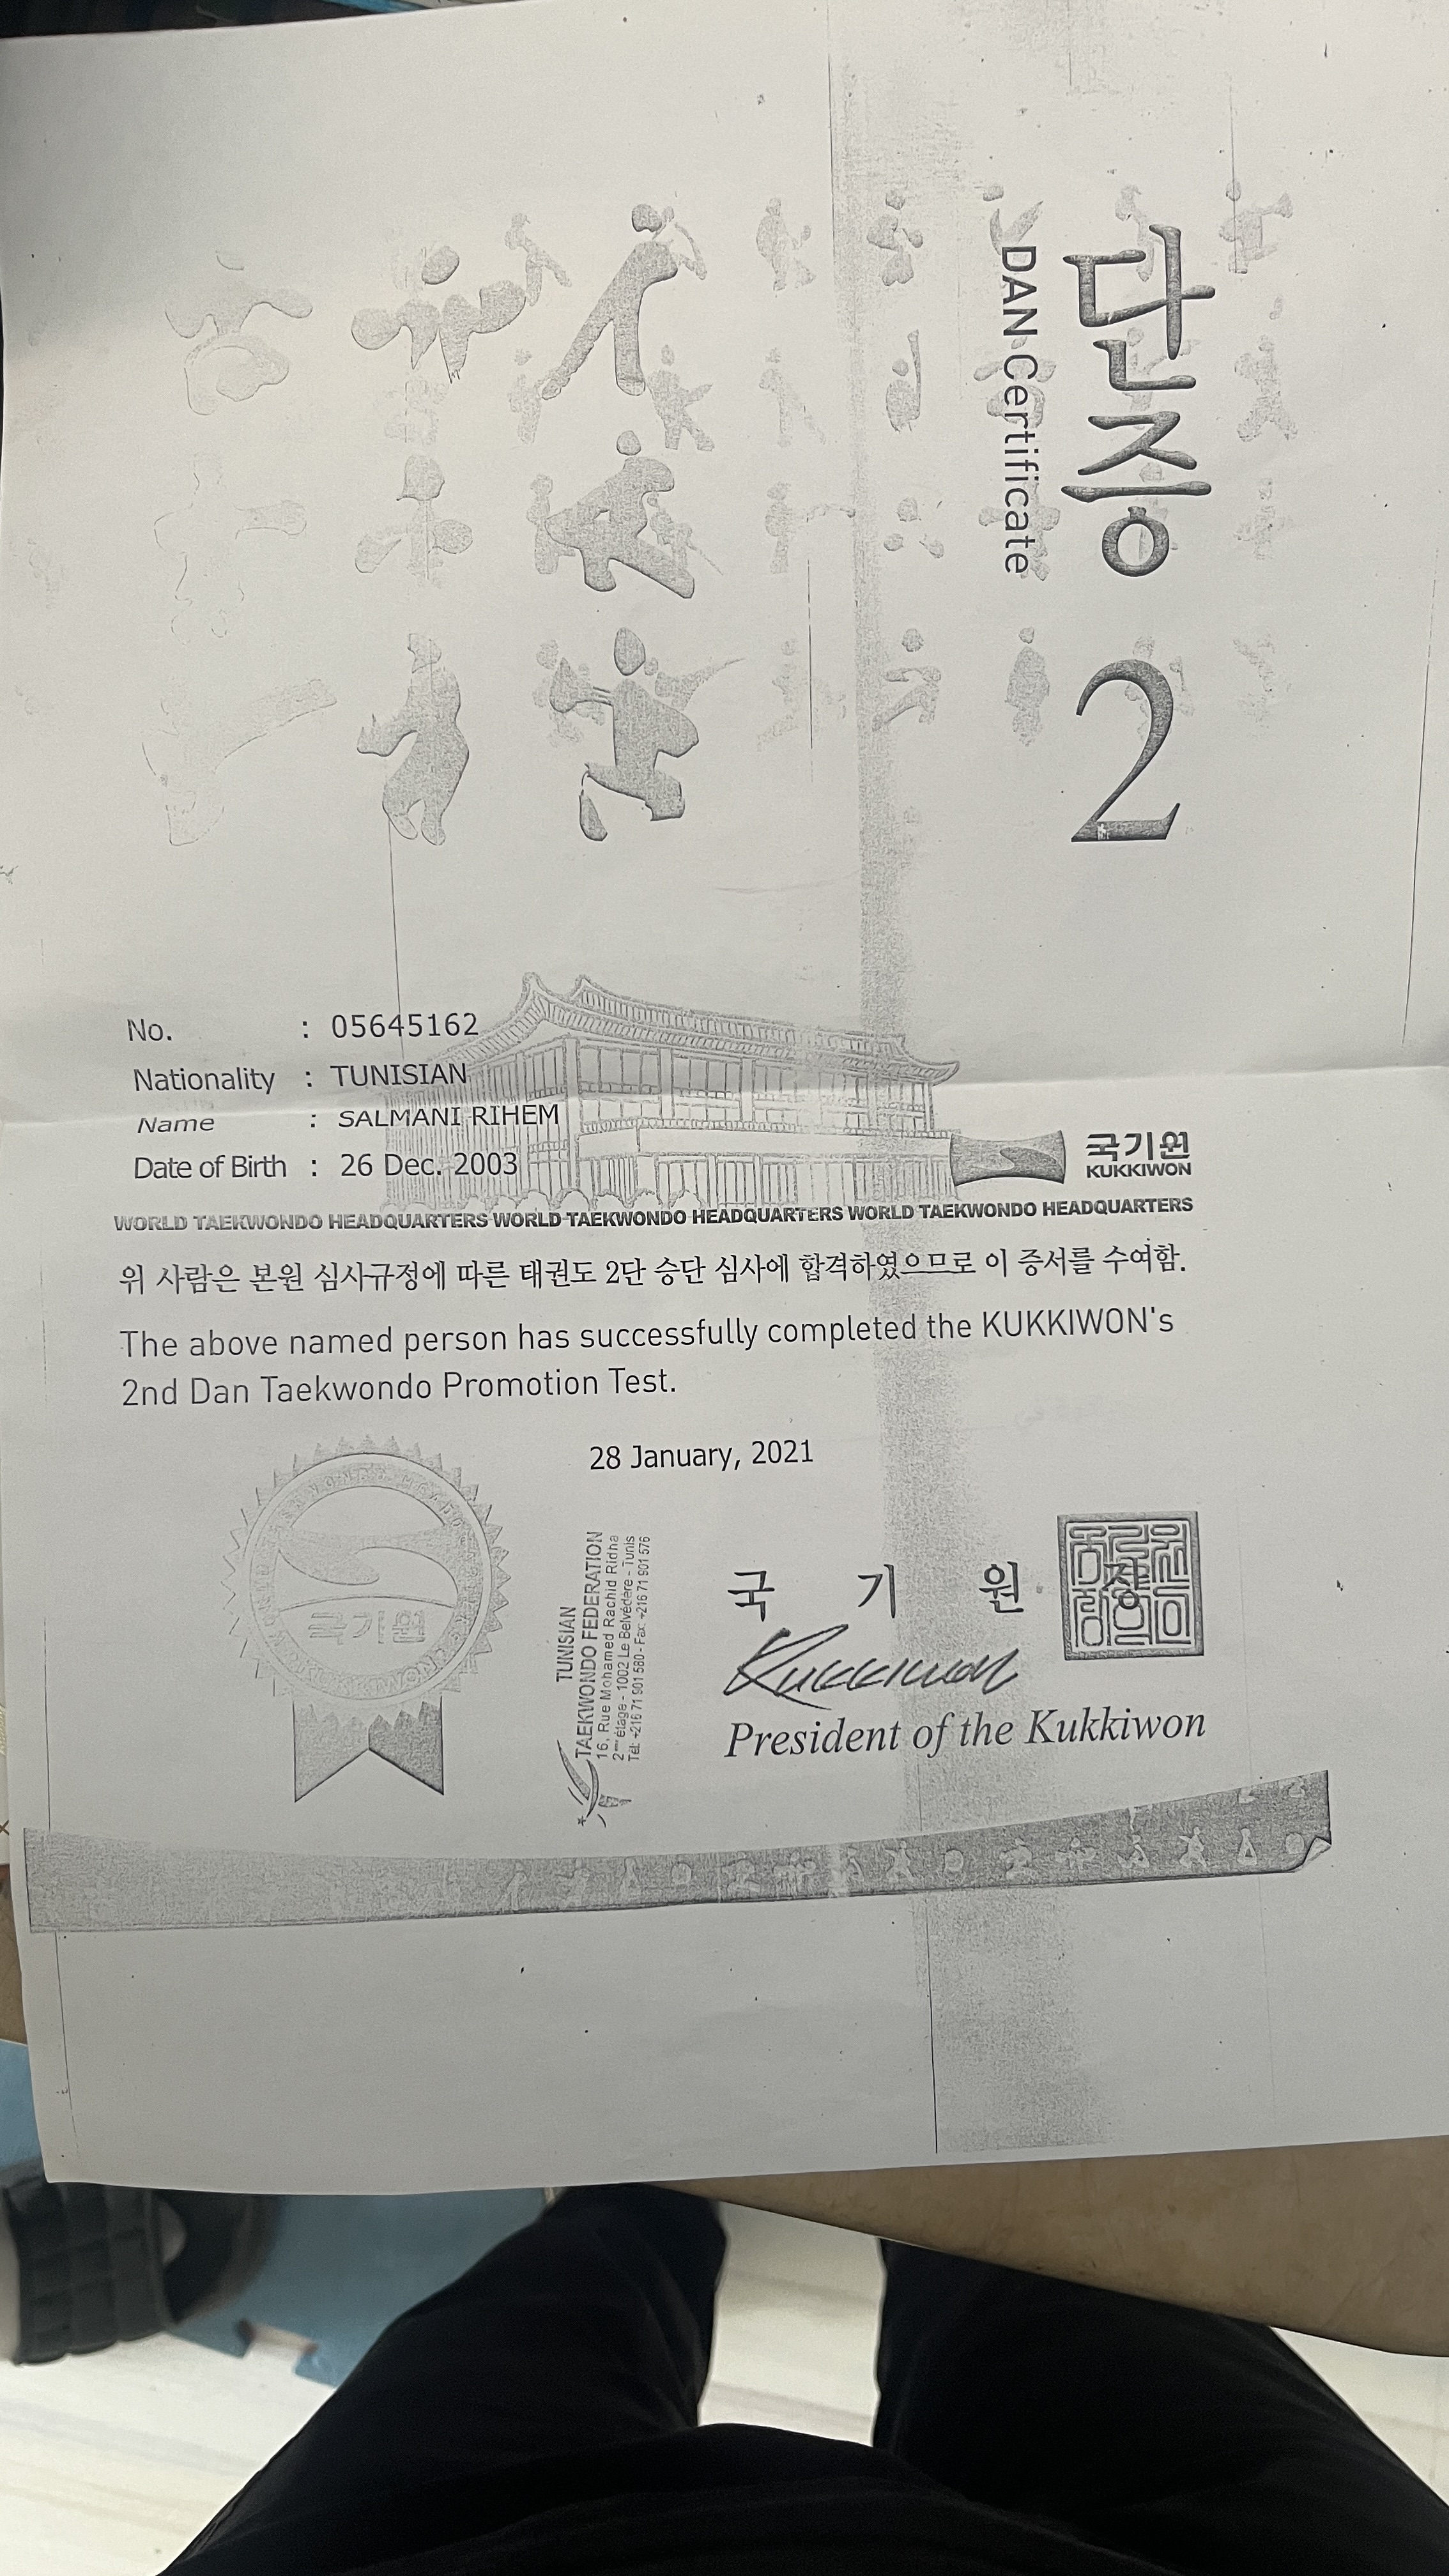 단증 2
DAN Certificate
No. : 05645162
Nationality : TUNISIAN
Name : SALMANI RIHEM
Date of Birth : 26 Dec. 2003
국기원
KUKKIWON
WORLD TAEKWONDO HEADQUARTERS WORLD TAEKWONDO HEADQUARTERS WORLD TAEKWONDO HEADQUARTERS
위 사람은 본원 심사규정에 따른 태권도 2단 승단 심사에 합격하였으므로 이 증서를 수여함.
The above named person has successfully completed the KUKKIWON's
2nd Dan Taekwondo Promotion Test.
28 January, 2021
국기원
TUNISIAN
TAEKWONDO FEDERATION
16, Rue Mohamed Rachid Ridha
2ème étage - 1002 Le Belvédère - Tunis
Tél: +216 71 901 580 - Fax: +216 71 901 576
국 기 원 장
Kukkiwon
President of the Kukkiwon